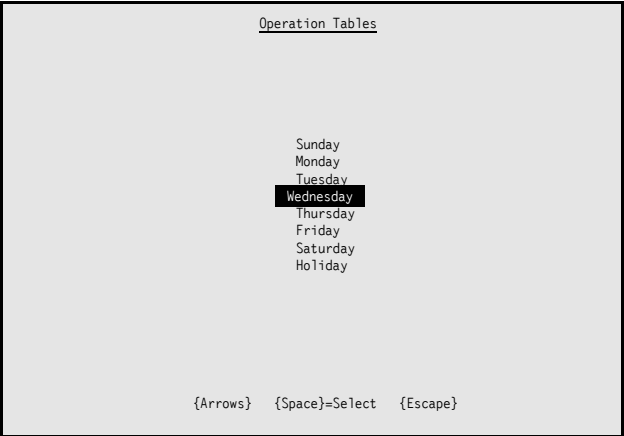 Operation Tables
Sunday
Monday
Tuesday
Wednesday
Thursday
Friday
Saturday
Holiday
{Arrows} {Space}=Select {Escape}